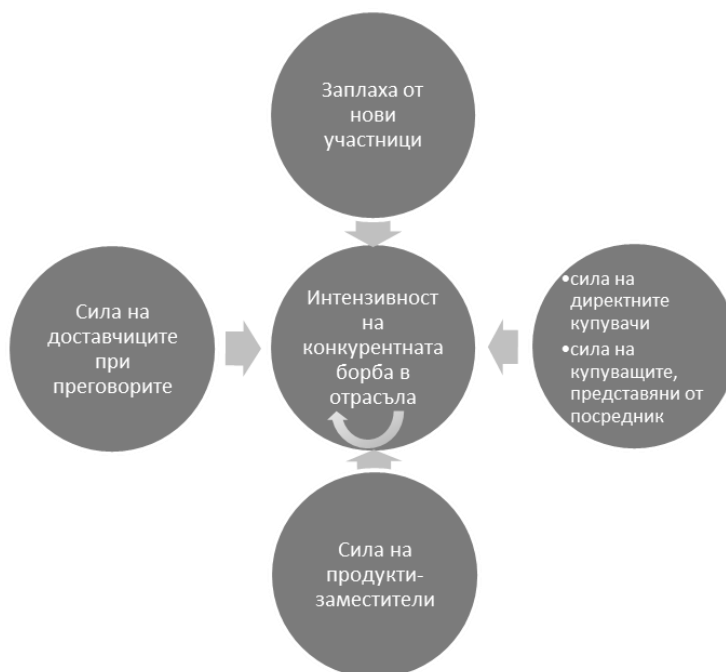 Заплаха от
нови
участници
Сила на
доставчиците
при
преговорите
Интензивност
на
конкурентната
борба в
отрасъла
•сила на
директните
купувачи
•сила на
купуващите,
представяни от
посредник
Сила на
продукти-
заместители